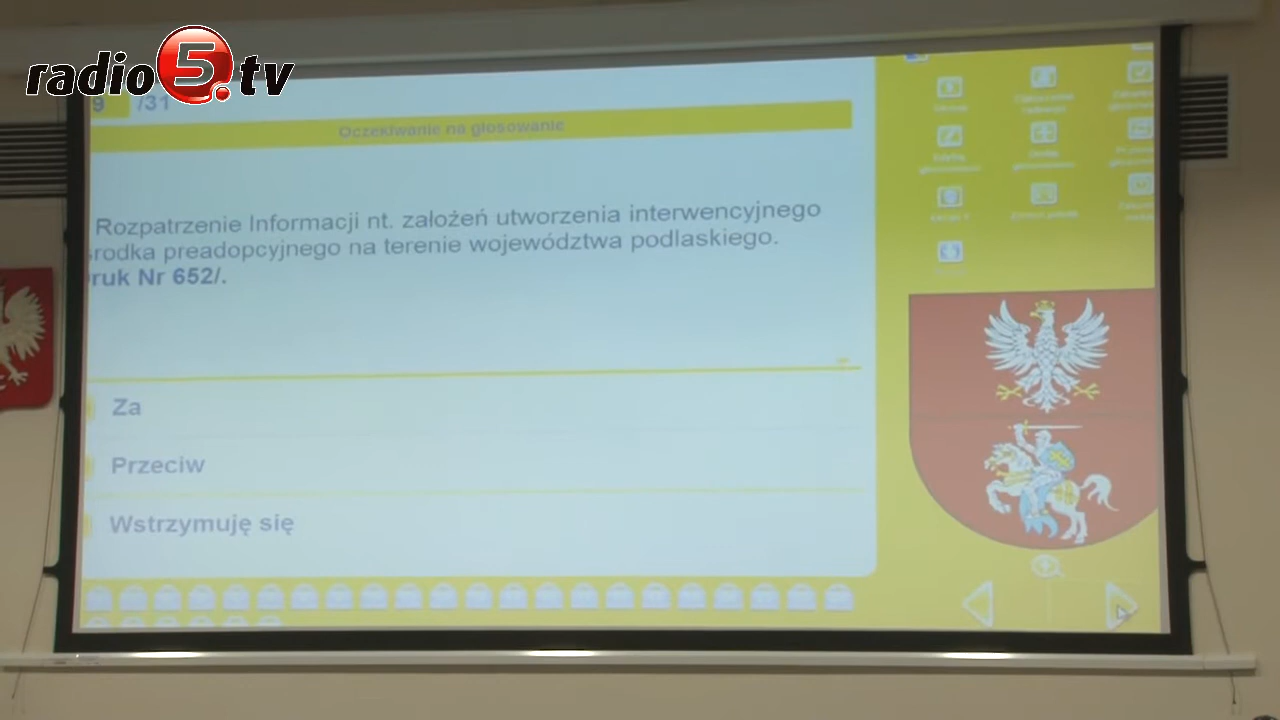 radio5.tv
9 /31
Oczekiwanie na głosowanie
Rozpatrzenie Informacji nt. założeń utworzenia interwencyjnego
środka preadopcyjnego na terenie województwa podlaskiego.
ruk Nr 652/.
Za
Przeciw
Wstrzymuję się